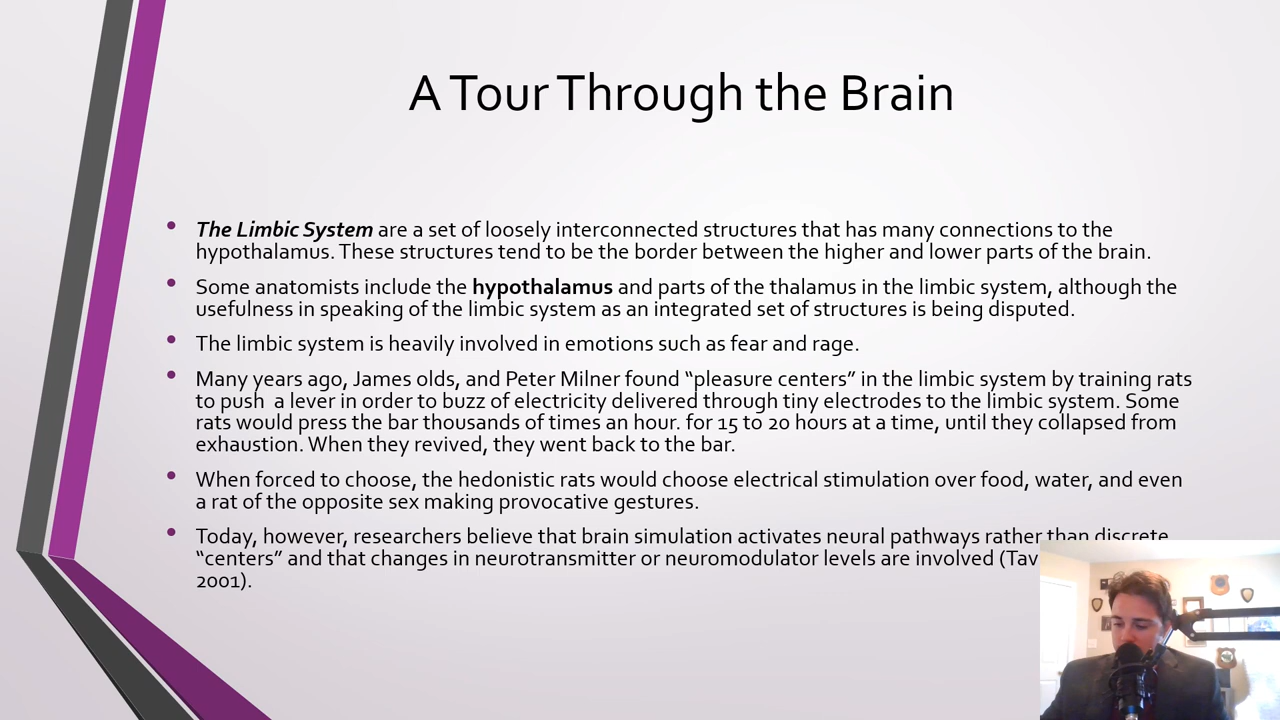 A Tour Through the Brain
• The Limbic System are a set of loosely interconnected structures that has many connections to the
hypothalamus. These structures tend to be the border between the higher and lower parts of the brain.
• Some anatomists include the hypothalamus and parts of the thalamus in the limbic system, although the
usefulness in speaking of the limbic system as an integrated set of structures is being disputed.
• The limbic system is heavily involved in emotions such as fear and rage.
• Many years ago, James olds, and Peter Milner found “pleasure centers” in the limbic system by training rats
to push  a lever in order to buzz of electricity delivered through tiny electrodes to the limbic system. Some
rats would press the bar thousands of times an hour. for 15 to 20 hours at a time, until they collapsed from
exhaustion. When they revived, they went back to the bar.
• When forced to choose, the hedonistic rats would choose electrical stimulation over food, water, and even
a rat of the opposite sex making provocative gestures.
• Today, however, researchers believe that brain simulation activates neural pathways rather than discrete
“centers” and that changes in neurotransmitter or neuromodulator levels are involved
2001).